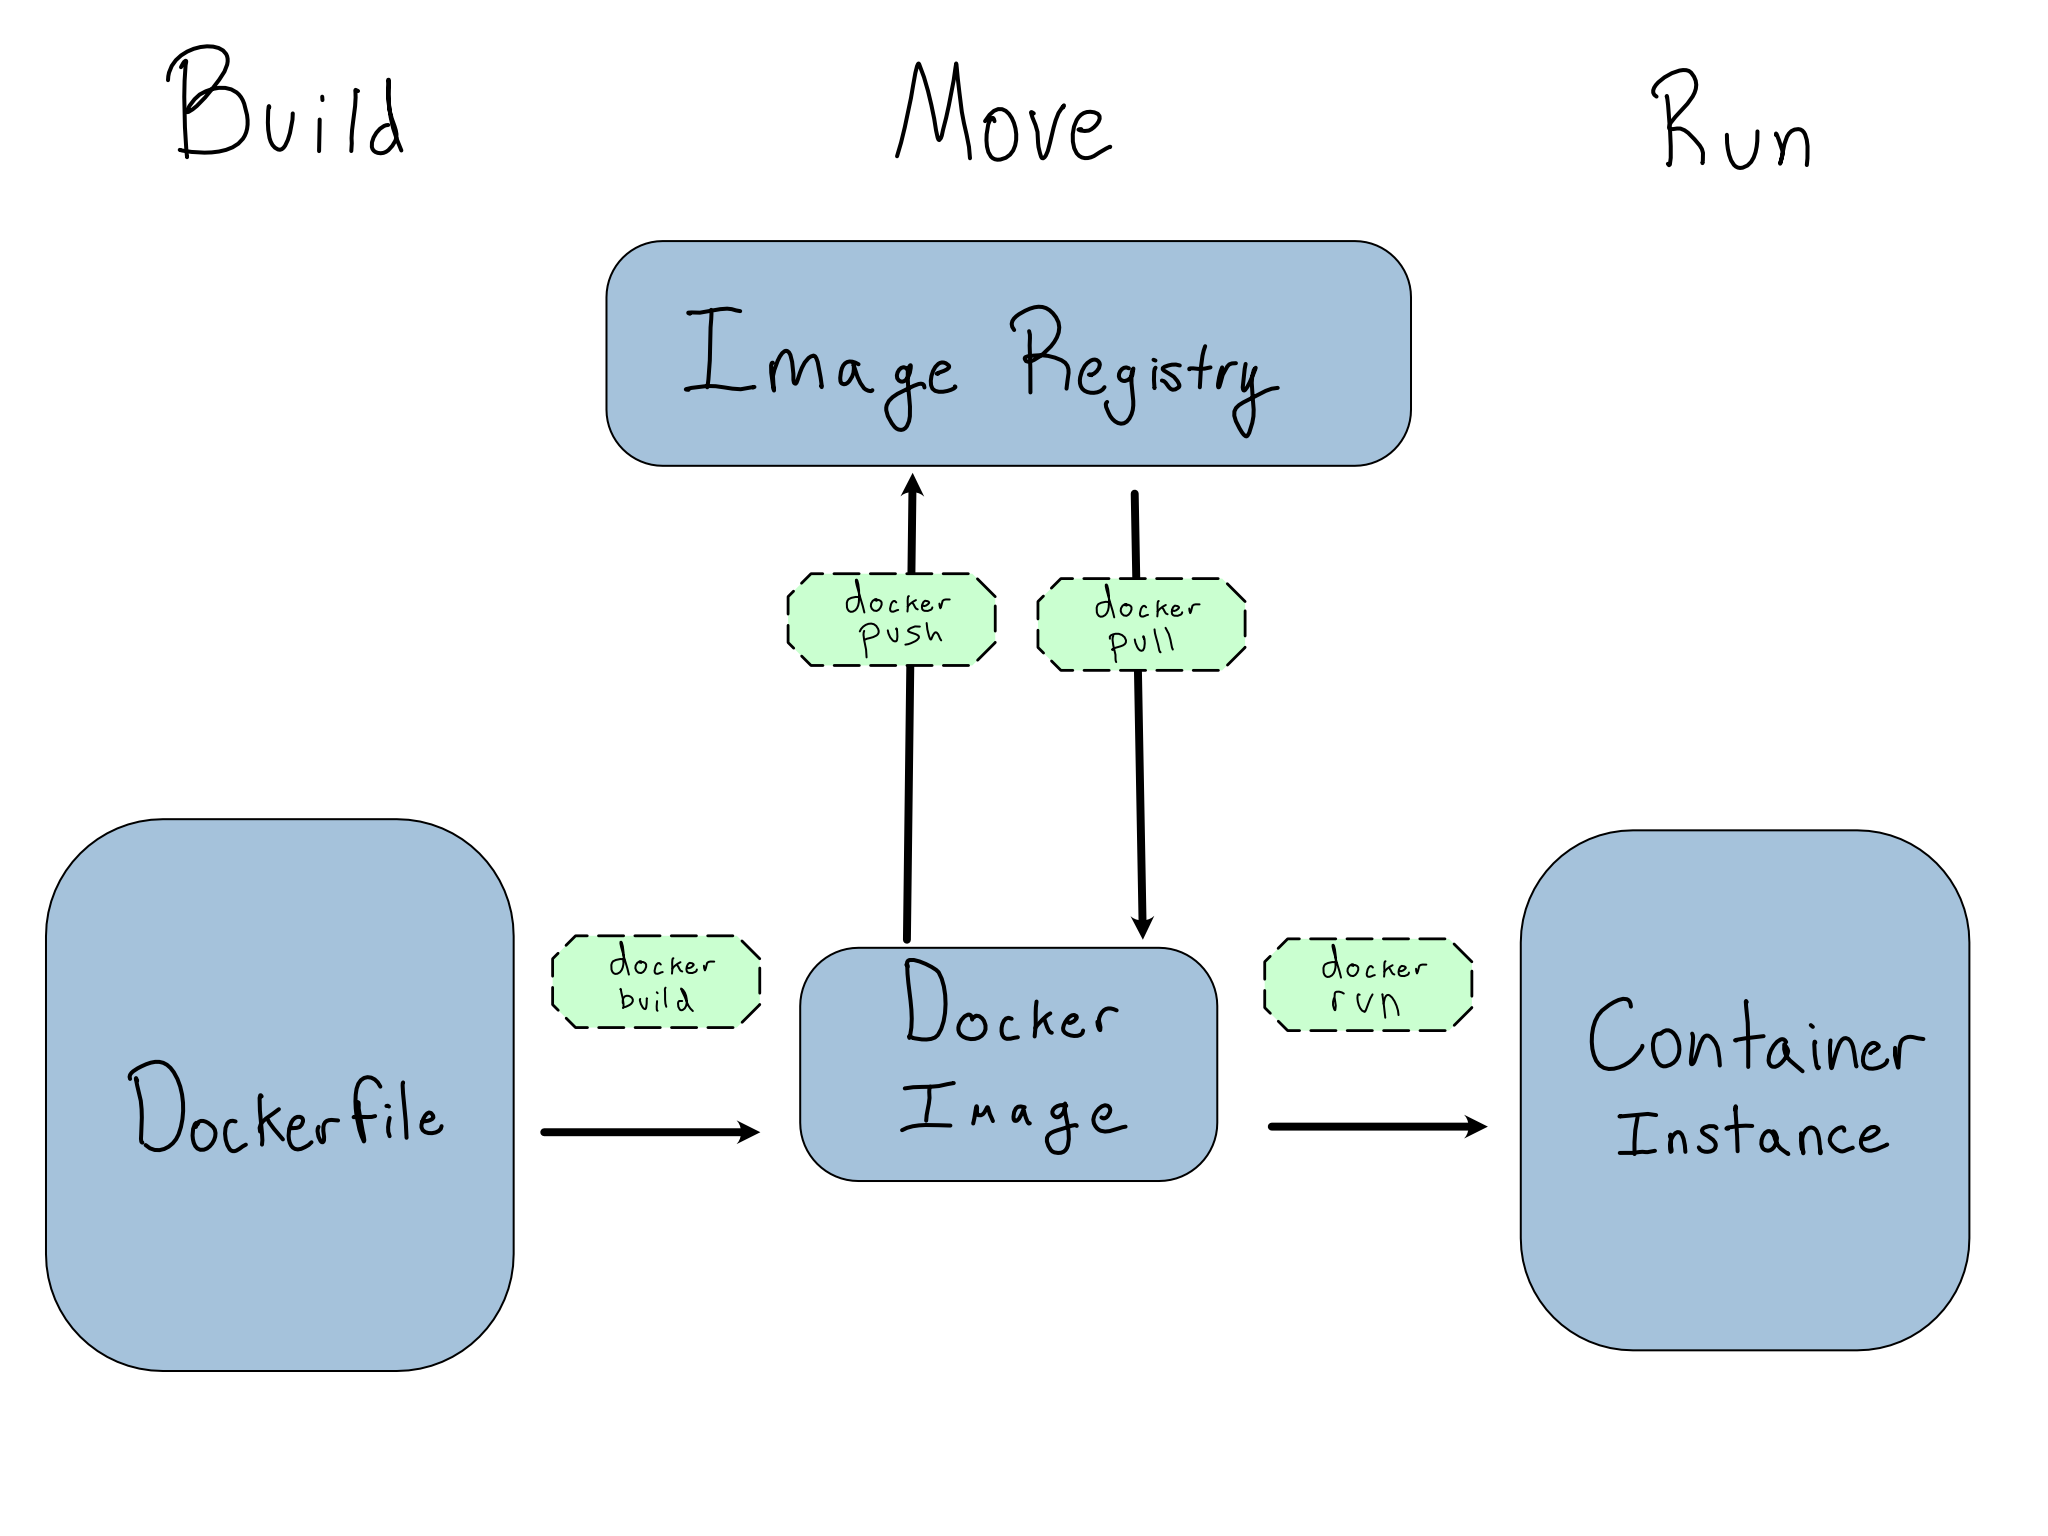 Build
Move
Run
Image Registry
docker
push
docker
pull
Dockerfile
docker
build
Docker
Image
docker
run
Container
Instance